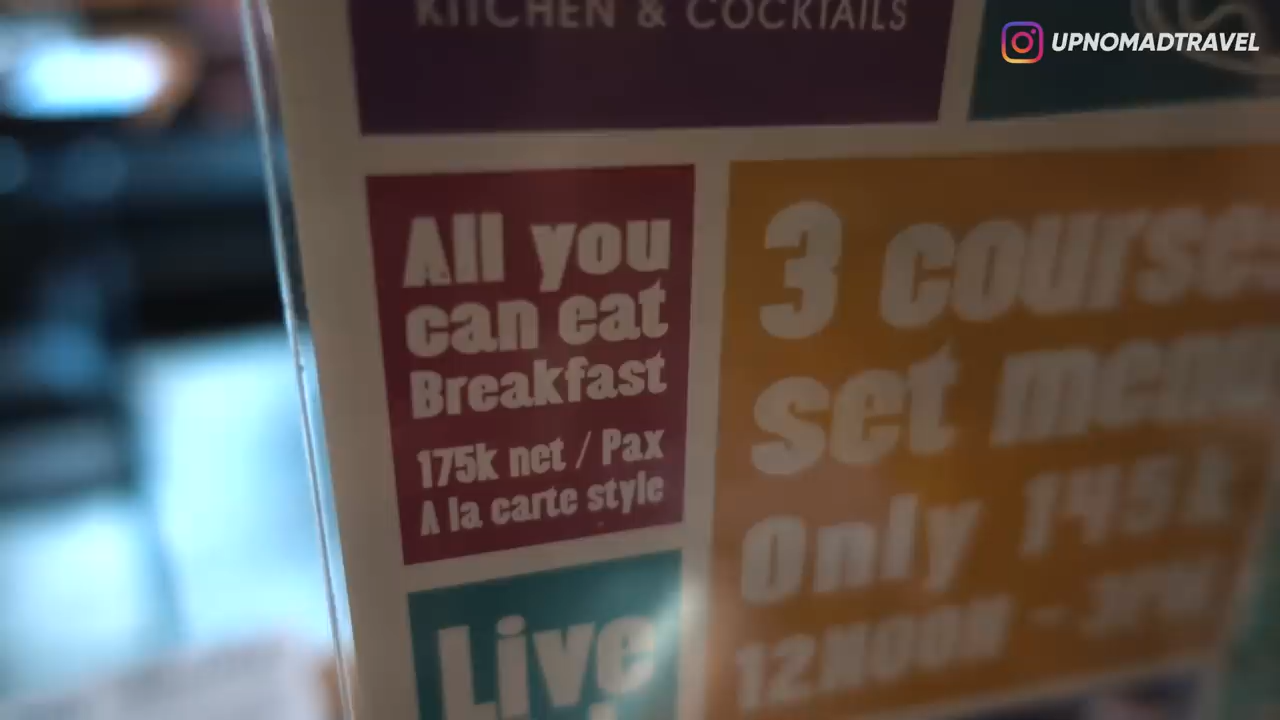 KITCHEN & COCKTAILS
UPNOMADTRAVEL
All you
can eat
Breakfast
175k net / Pax
A la carte style
3 courses
set menu
Only 145k
12NOON - 3PM
Live